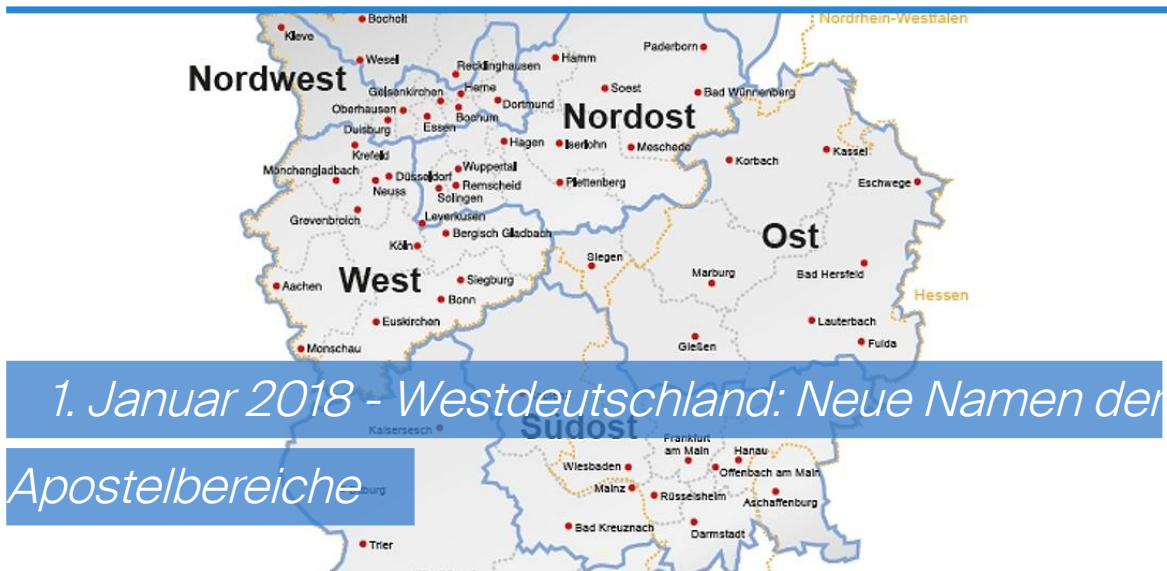 Bocholt
Nordrhein-Westfalen
Kleve
Paderborn
Wesel
Hamm
Recklinghausen
Nordwest
Soest
Bad Wünnenberg
Gelsenkirchen
Herne
Dortmund
Oberhausen
Bochum
Nordost
Essen
Duisburg
Hagen
Iserlohn
Meschede
Kassel
Krefeld
Korbach
Mönchengladbach
Wuppertal
Düsseldorf
Remscheid
Plettenberg
Eschwege
Neuss
Solingen
Grevenbroich
Leverkusen
Bergisch Gladbach
Ost
Köln
Siegen
Marburg
Bad Hersfeld
West
Siegburg
Aachen
Bonn
Hessen
Euskirchen
Lauterbach
Gießen
Fulda
Monschau
1. Januar 2018 - Westdeutschland: Neue Namen der
Apostelbereiche
Kaisersesch
Südost
Frankfurt
am Main
Hanau
Wiesbaden
Offenbach am Main
Mainz
Rüsselsheim
Aschaffenburg
Bad Kreuznach
Darmstadt
Trier